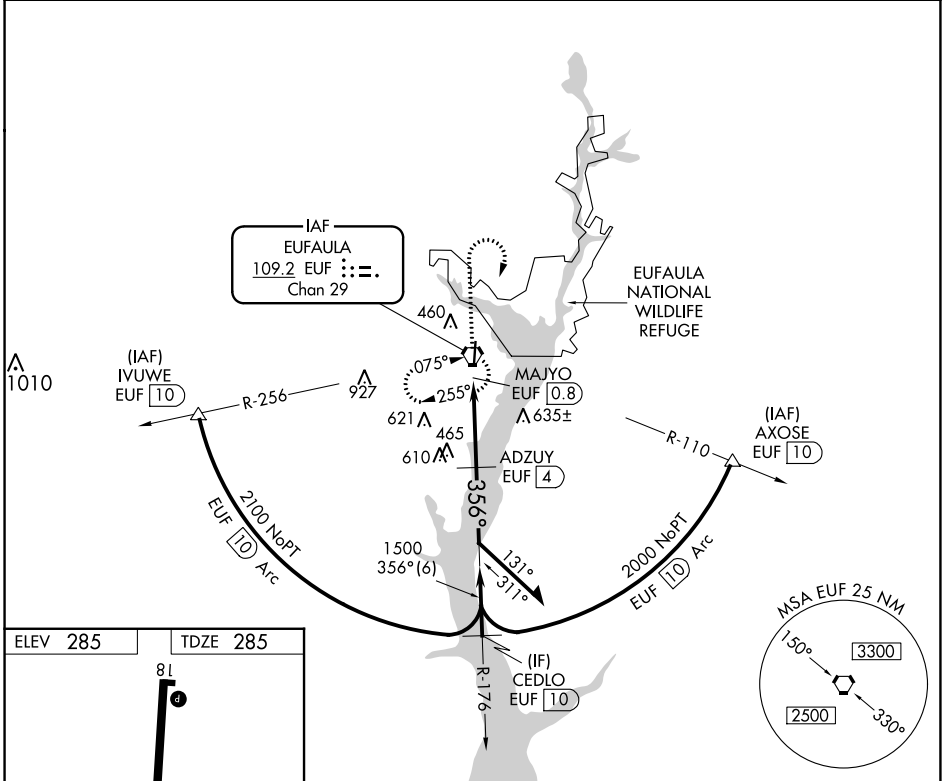 IAF
EUFAULA
109.2 EUF
Chan 29
EUFAULA
NATIONAL
WILDLIFE
REFUGE
460
1010
(IAF)
IVUWE
EUF 10
R-256
927
075°
255°
MAJYO
EUF 0.8
621
635±
465
610
ADZUY
EUF 4
R-110
(IAF)
AXOSE
EUF 10
356°
2100 NoPT
EUF 10 Arc
2000 NoPT
EUF 10 Arc
1500
356° (6)
131°
311°
(IF)
CEDLO
EUF 10
R-176
MSA EUF 25 NM
150°
3300
2500
330°
ELEV 285
TDZE 285
18
P